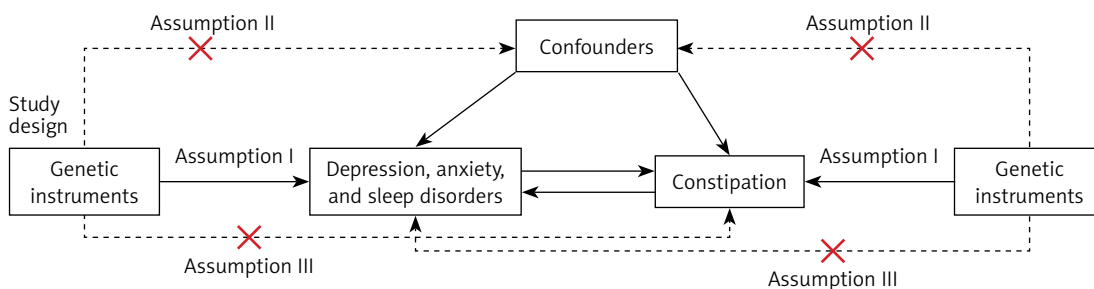 Assumption II
Assumption II
Confounders
Study
design
Assumption I
Assumption I
Genetic
instruments
Depression, anxiety,
and sleep disorders
Constipation
Genetic
instruments
Assumption III
Assumption III